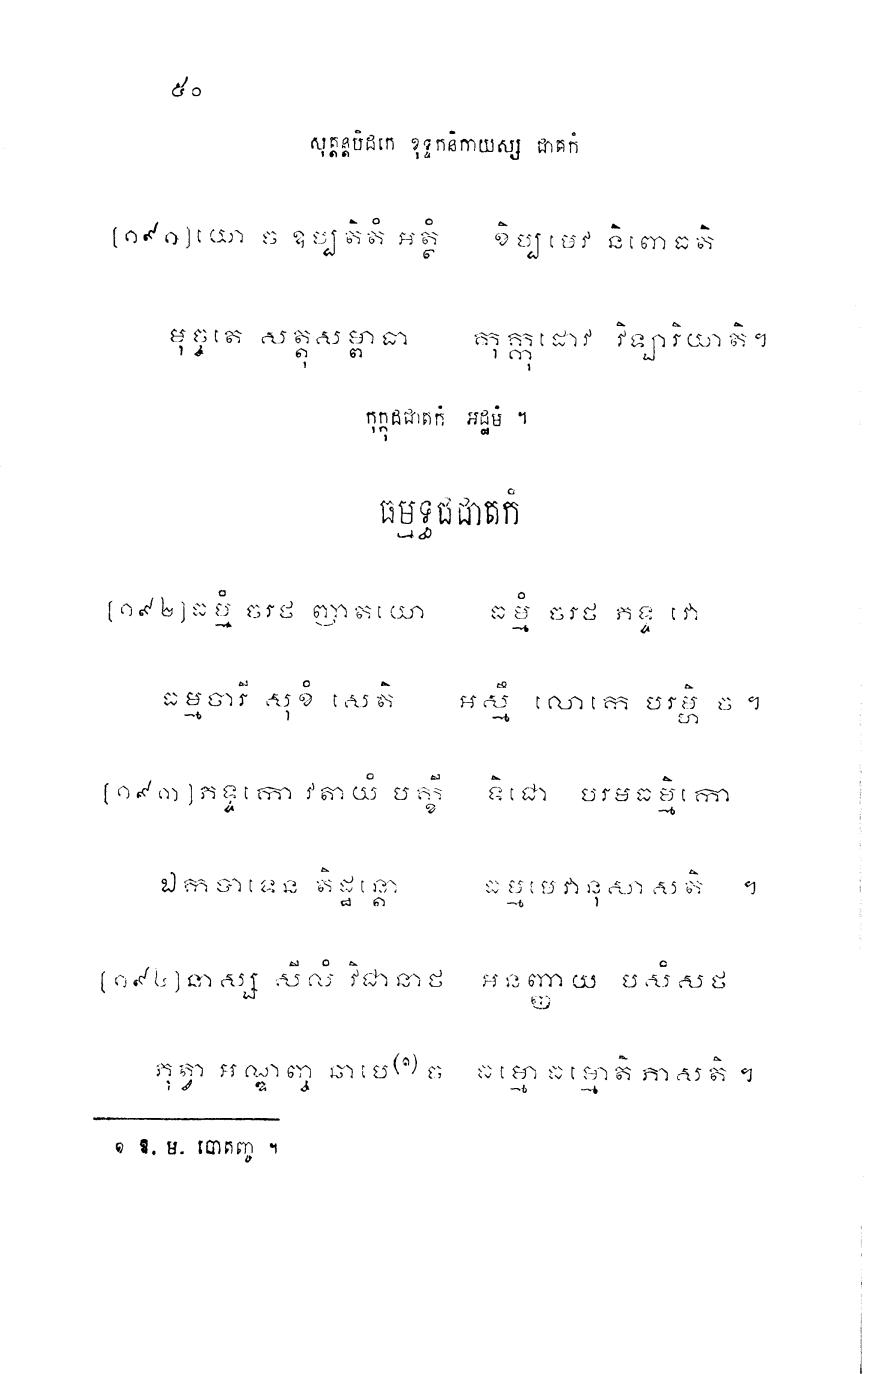 ៥០
សុត្តន្តបិដកេ ខុទ្ទកនិកាយស្ស ជាតកំ
[១៩១] យោ ច ឧប្បតិតំ អត្ថំ ខិប្បមេវ និពោធតិ
មុច្ចតេ សត្តុសម្ពាធា កុក្កុដោវ វិទ្បារិយាតិ។
កុក្កុដជាតកំ អដ្ឋមំ ។
ធម្មទ្ធជជាតកំ
[១៩២] ធម្មំ ចរថ ញាតយោ ធម្មំ ចរថ ភទ្ទ វោ
ធម្មចារី សុខំ សេតិ អស្មឹ លោកេ បរម្ហិ ច ។
[១៩៣] ភទ្ទកោ វតាយំ បក្ខី ទិជោ បរមធម្មិកោ
ឯកបាទេន តិដ្ឋន្តោ ធម្មមេវានុសាសតិ ។
[១៩៤] នាស្ស សីលំ វិជានាថ អនញ្ញាយ បសំសថ
ភុត្វា អណ្ឌញ្ច ឆាបេ(១) ច ធម្មោ ធម្មោតិ ភាសតិ ។
១ ឱ. ម. បោតញ្ច ។